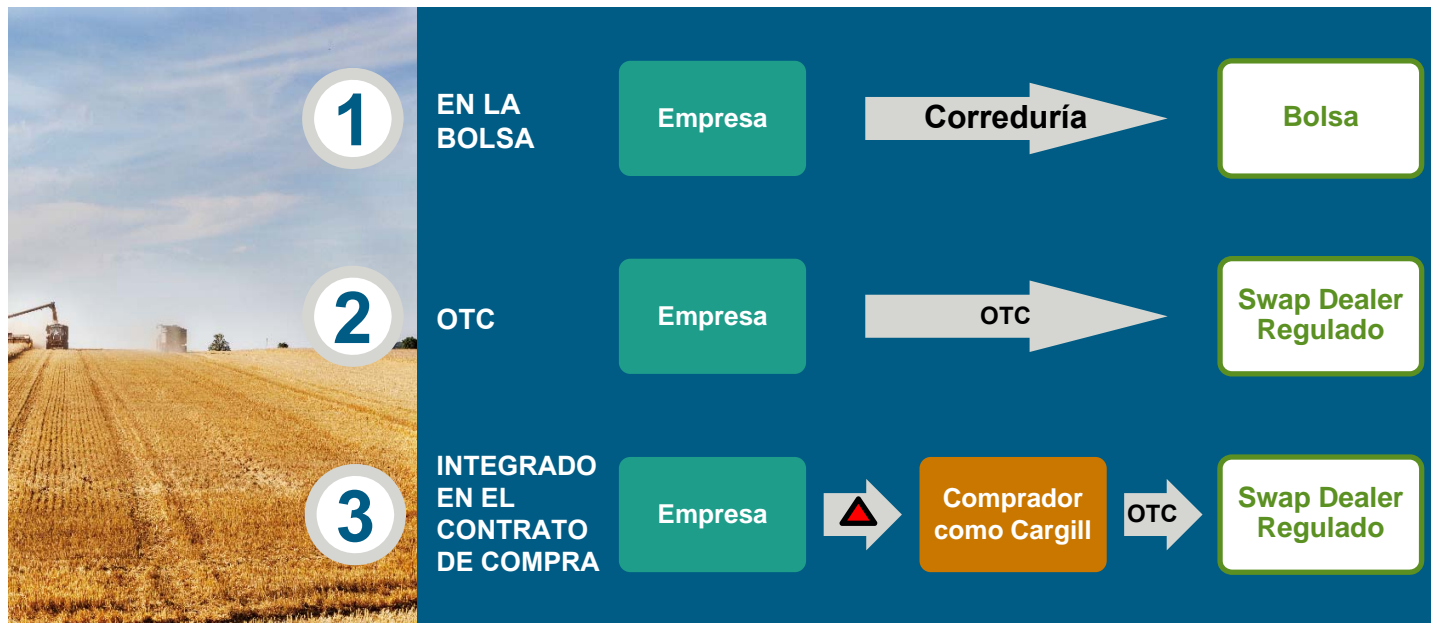 1
EN LA
BOLSA
Empresa
Correduría
Bolsa
2
OTC
Empresa
OTC
Swap Dealer
Regulado
3
INTEGRADO
EN EL
CONTRATO
DE COMPRA
Empresa
Comprador
como Cargill
OTC
Swap Dealer
Regulado